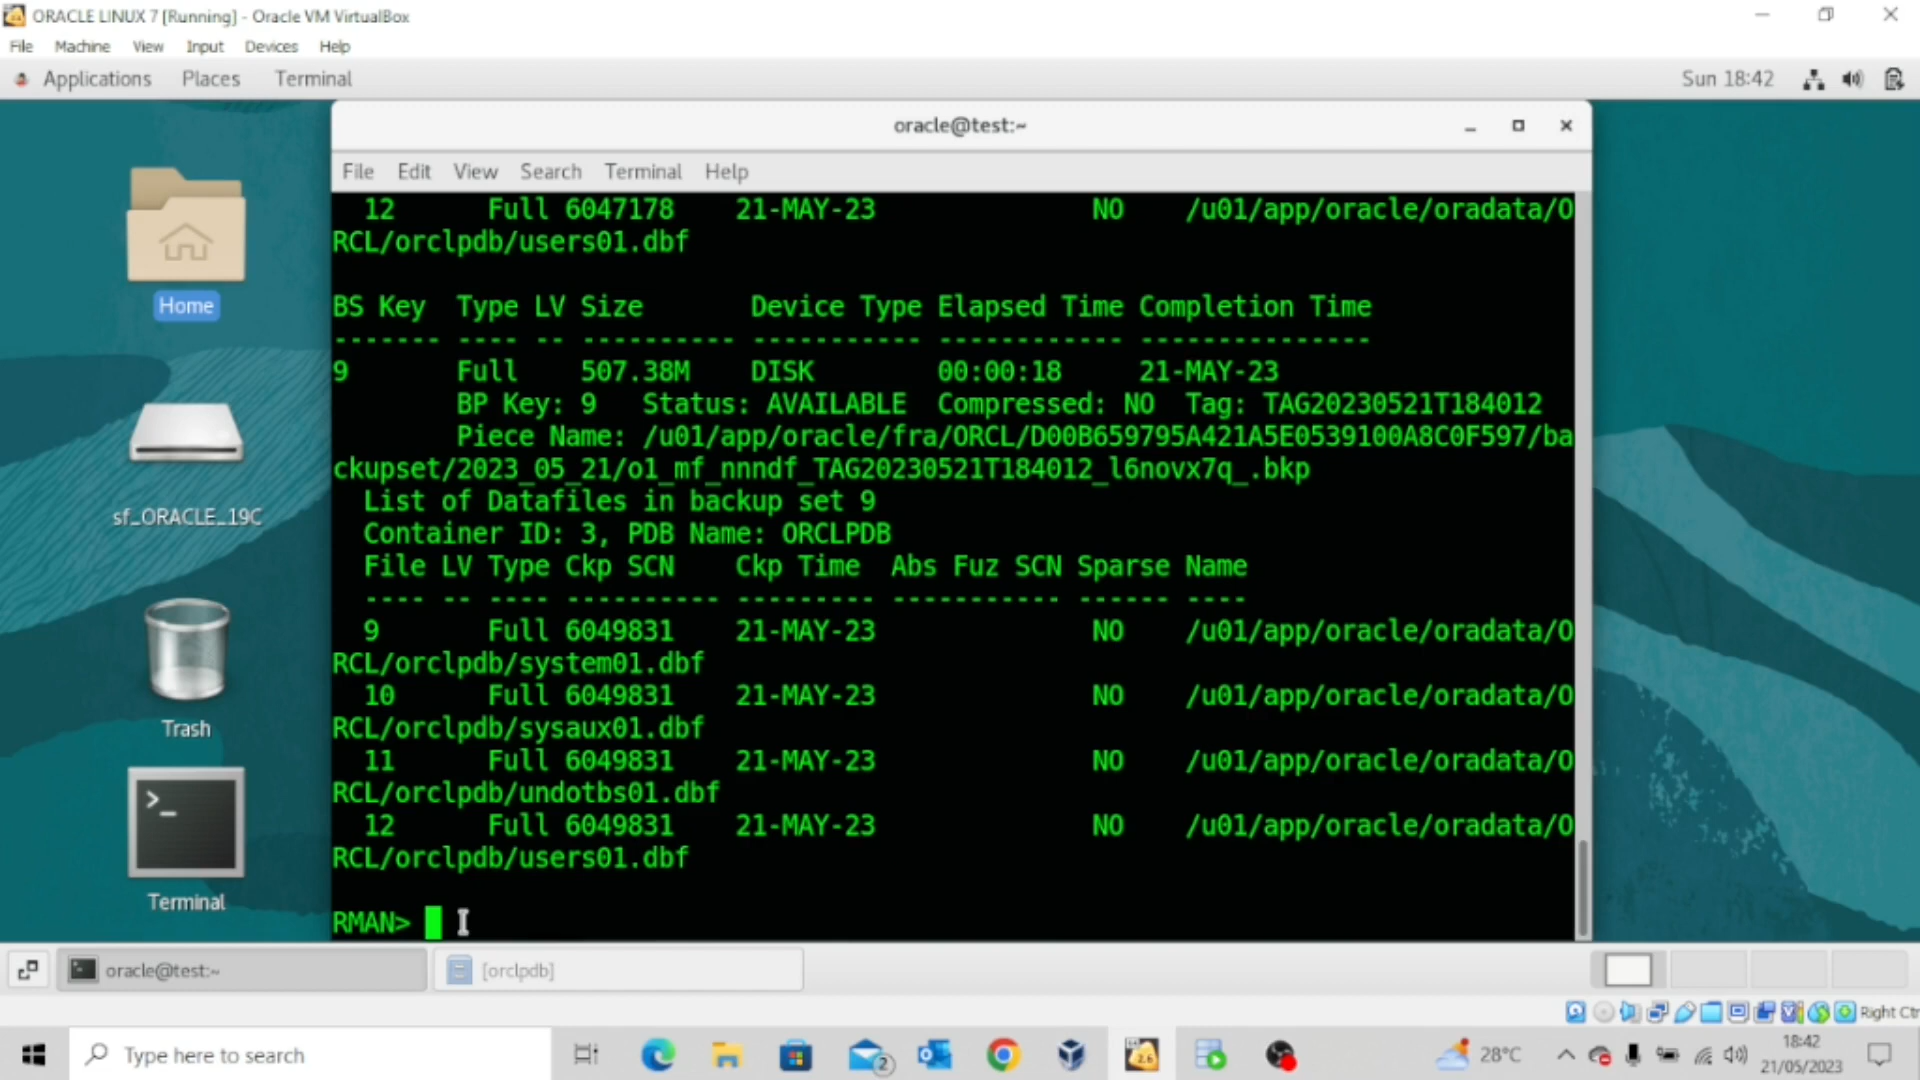 ORACLE LINUX 7 [Running] - Oracle VM VirtualBox
File Machine View Input Devices Help
Applications Places Terminal Sun 18:42
oracle@test:~
File Edit View Search Terminal Help
12 Full 6047178 21-MAY-23 NO /u01/app/oracle/oradata/O
RCL/orclpdb/users01.dbf
BS Key Type LV Size Device Type Elapsed Time Completion Time
------- ---- -- ---------- ----------- ------------ ---------------
9 Full 507.38M DISK 00:00:18 21-MAY-23
BP Key: 9 Status: AVAILABLE Compressed: NO Tag: TAG20230521T184012
Piece Name: /u01/app/oracle/fra/ORCL/D00B659795A421A5E0539100A8C0F597/ba
ckupset/2023_05_21/o1_mf_nnndf_TAG20230521T184012_l6novx7q_.bkp
List of Datafiles in backup set 9
Container ID: 3, PDB Name: ORCLPDB
File LV Type Ckp SCN Ckp Time Abs Fuz SCN Sparse Name
---- -- ---- ---------- --------- ----------- ------ ----
9 Full 6049831 21-MAY-23 NO /u01/app/oracle/oradata/O
RCL/orclpdb/system01.dbf
10 Full 6049831 21-MAY-23 NO /u01/app/oracle/oradata/O
RCL/orclpdb/sysaux01.dbf
11 Full 6049831 21-MAY-23 NO /u01/app/oracle/oradata/O
RCL/orclpdb/undotbs01.dbf
12 Full 6049831 21-MAY-23 NO /u01/app/oracle/oradata/O
RCL/orclpdb/users01.dbf
RMAN>
Home
sf_ORACLE_19C
Trash
Terminal
oracle@test:~ [orclpdb]
Right Ctr
Type here to search
2
2.6
28°C
18:42
21/05/2023